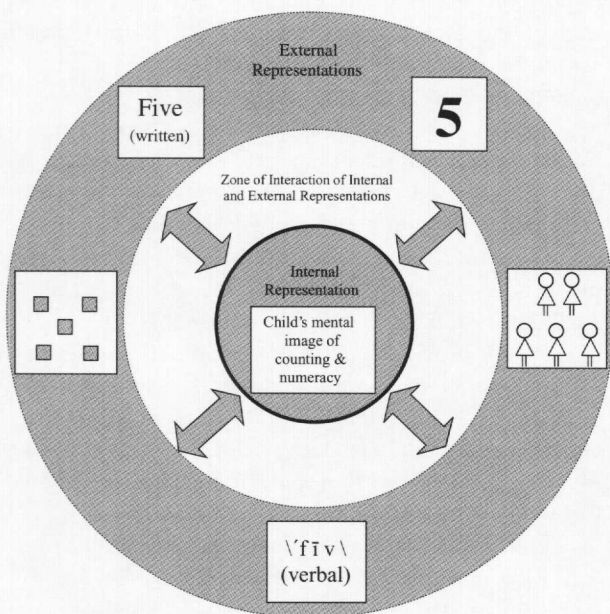 External
Representations
Five
(written)
5
Zone of Interaction of Internal
and External Representations
Internal
Representation
Child's mental
image of
counting &
numeracy
\ˊf ī v \
(verbal)